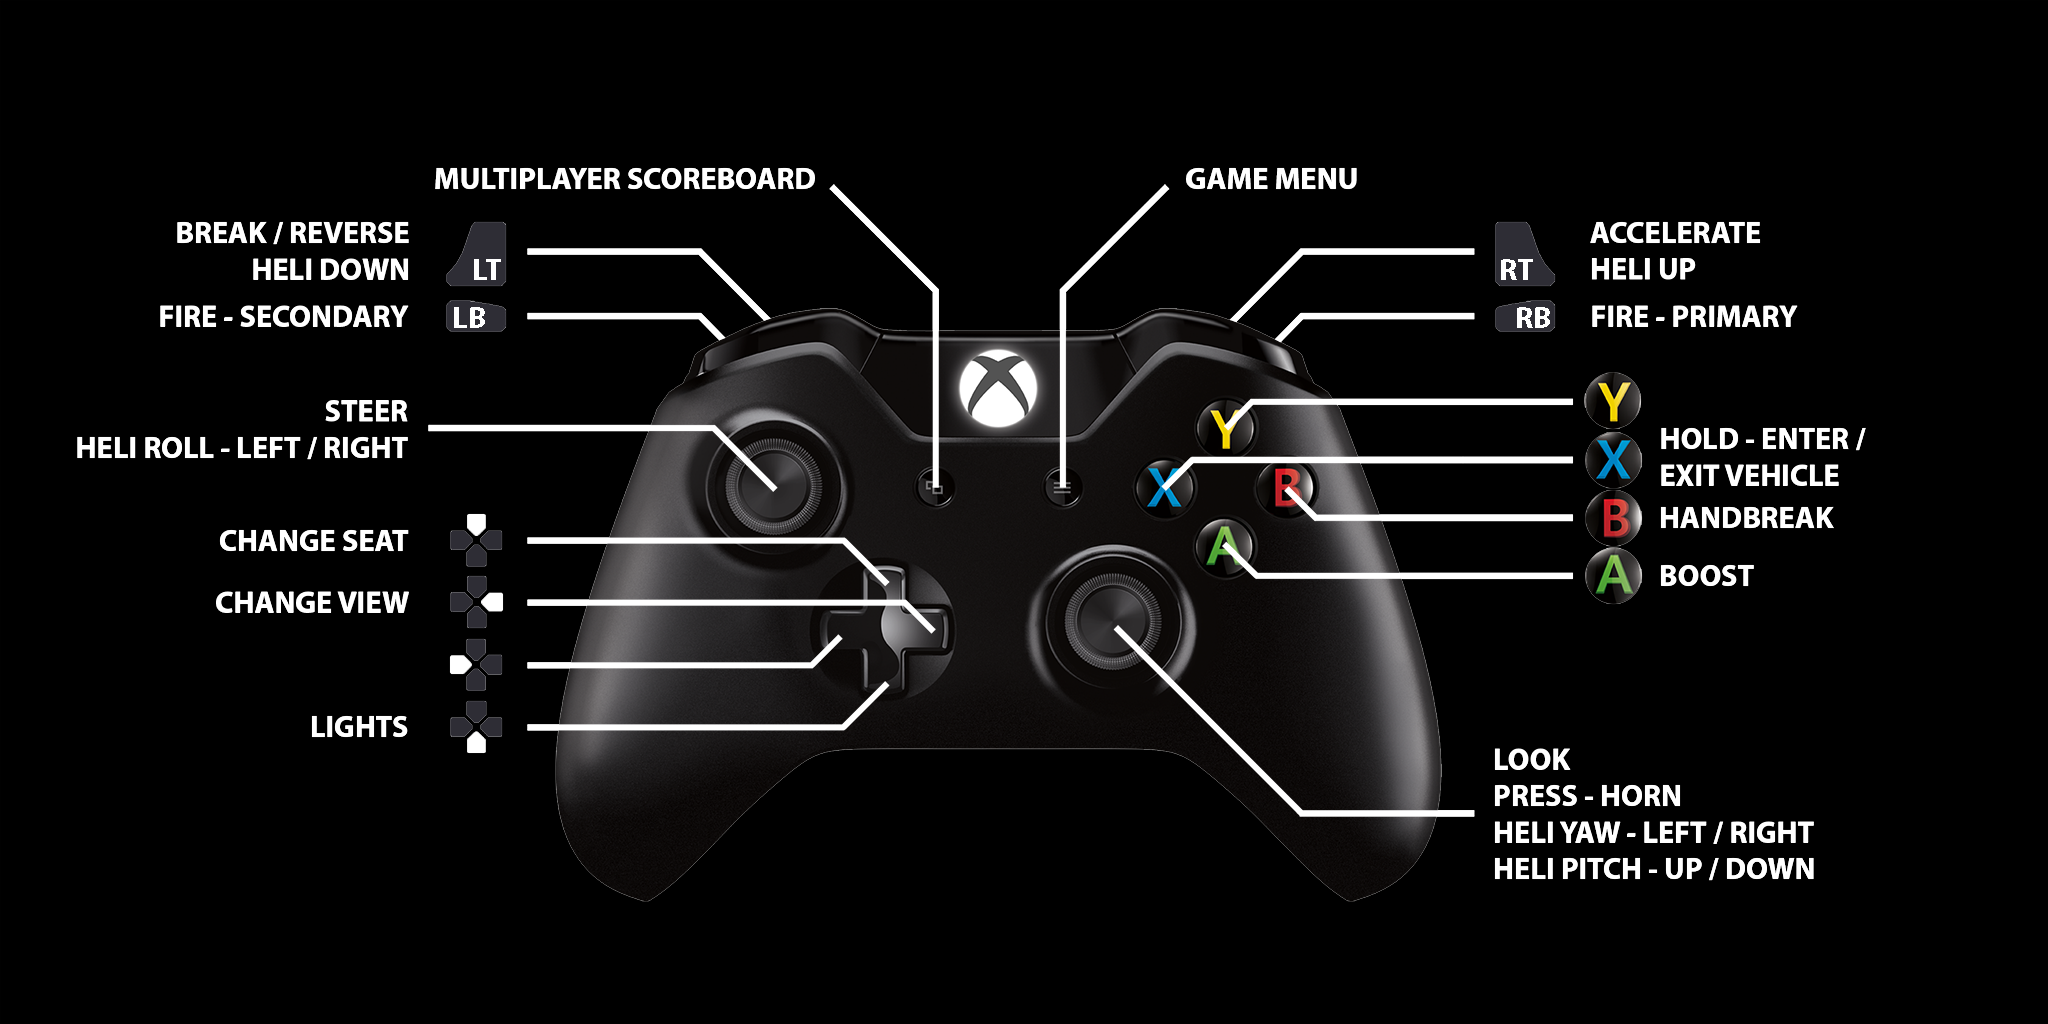 MULTIPLAYER SCOREBOARD
GAME MENU
BREAK / REVERSE
HELI DOWN
LT
FIRE - SECONDARY
LB
STEER
HELI ROLL - LEFT / RIGHT
CHANGE SEAT
CHANGE VIEW
LIGHTS
RT
ACCELERATE
HELI UP
RB
FIRE - PRIMARY
Y
X
B
A
Y
X
HOLD - ENTER /
EXIT VEHICLE
B
HANDBREAK
A
BOOST
LOOK
PRESS - HORN
HELI YAW - LEFT / RIGHT
HELI PITCH - UP / DOWN